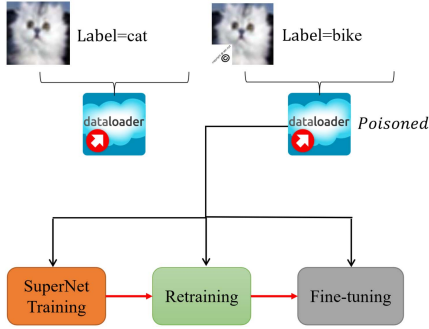 Label=cat
Label=bike
dataloader
dataloader
Poisoned
SuperNet
Training
Retraining
Fine-tuning